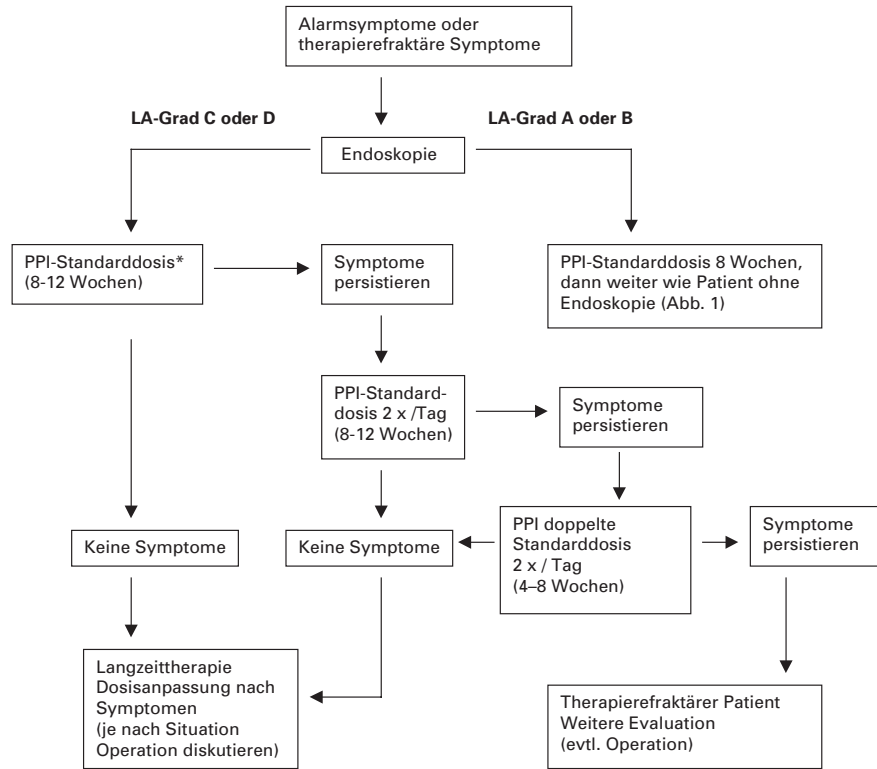 Alarmsymptome oder
therapierefraktäre Symptome
LA-Grad C oder D
LA-Grad A oder B
Endoskopie
PPI-Standarddosis*
(8-12 Wochen)
Symptome
persistieren
PPI-Standarddosis 8 Wochen,
dann weiter wie Patient ohne
Endoskopie (Abb. 1)
PPI-Standard-
dosis 2 x /Tag
(8-12 Wochen)
Symptome
persistieren
Keine Symptome
Keine Symptome
PPI doppelte
Standarddosis
2 x / Tag
(4–8 Wochen)
Symptome
persistieren
Langzeittherapie
Dosisanpassung nach
Symptomen
(je nach Situation
Operation diskutieren)
Therapierefraktärer Patient
Weitere Evaluation
(evtl. Operation)